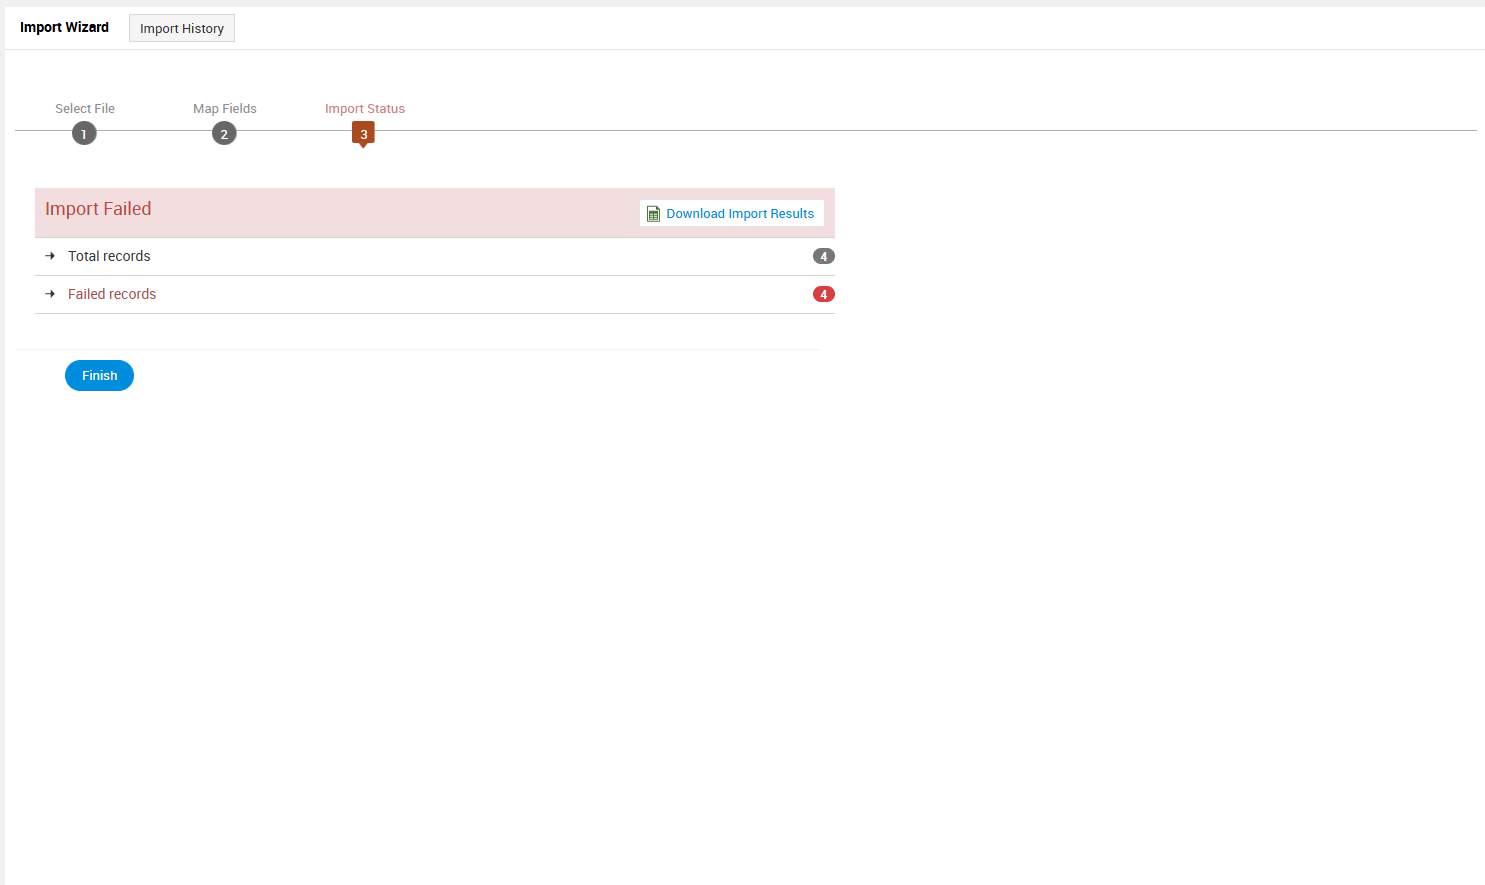 Import Wizard Import History
Select File Map Fields Import Status
1 2 3
Import Failed Download Import Results
Total records 4
Failed records 4
Finish